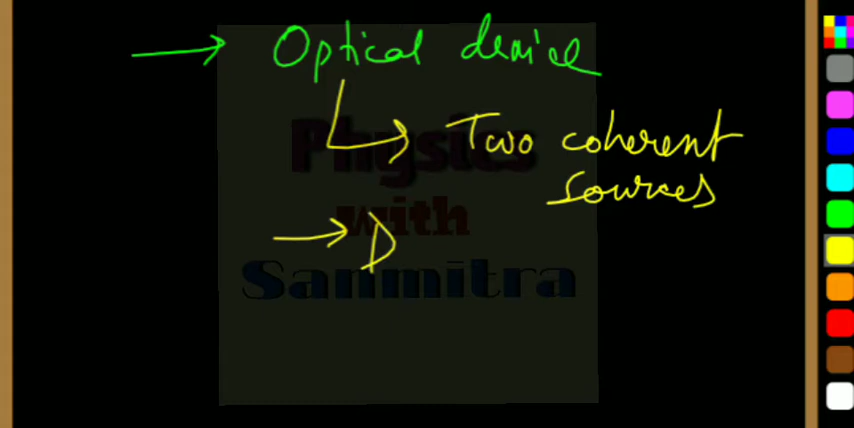 → Optical device
→ Two coherent
sources
→ D
Physics
with
Sanmitra